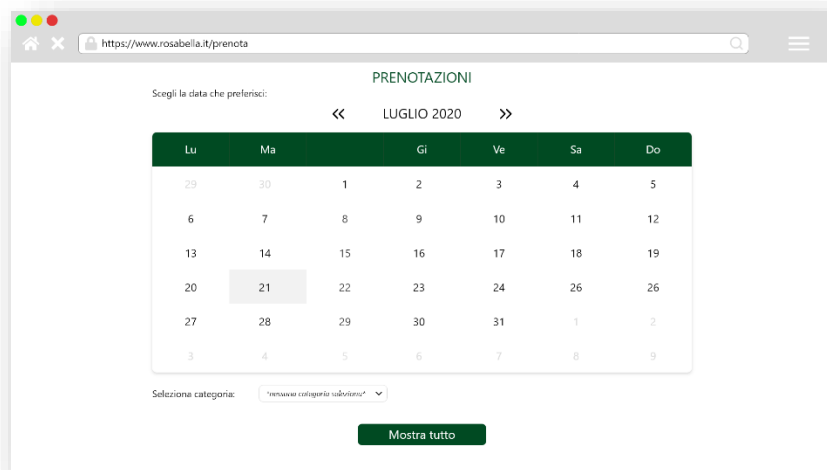 https://www.rosabella.it/prenota
PRENOTAZIONI
Scegli la data che preferisci:
LUGLIO 2020
Lu Ma Gi Ve Sa Do
29 30 1 2 3 4 5
6 7 8 9 10 11 12
13 14 15 16 17 18 19
20 21 22 23 24 26 26
27 28 29 30 31 1 2
3 4 5 6 7 8 9
Seleziona categoria: *nessuna categoria seleziona*
Mostra tutto